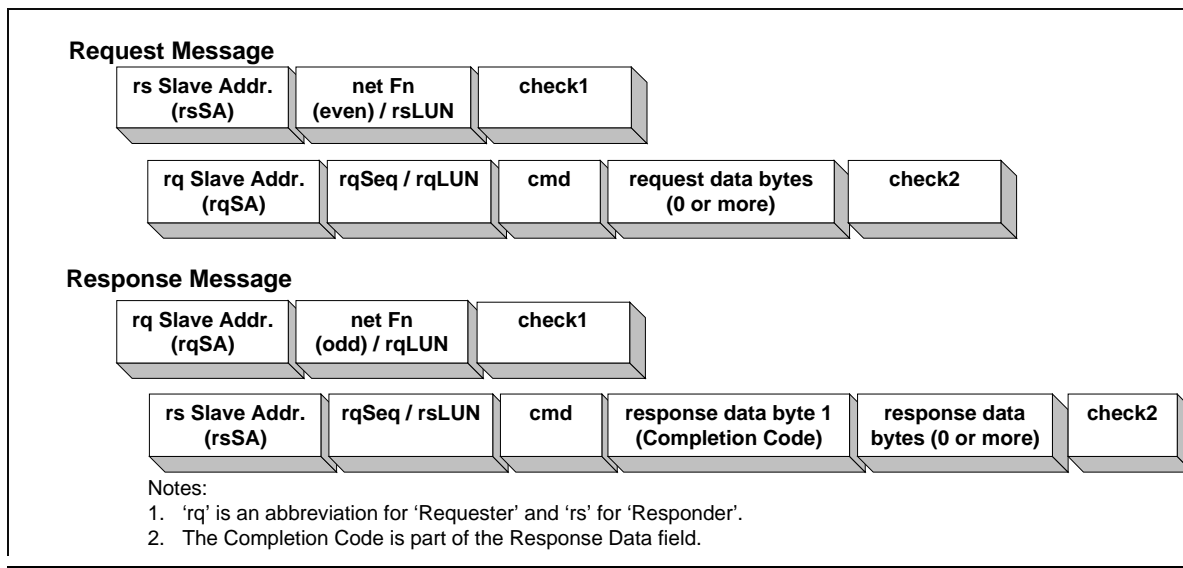 Request Message
rs Slave Addr.
(rsSA)
net Fn
(even) / rsLUN
check1
rq Slave Addr.
(rqSA)
rqSeq / rqLUN
cmd
request data bytes
(0 or more)
check2
Response Message
rq Slave Addr.
(rqSA)
net Fn
(odd) / rqLUN
check1
rs Slave Addr.
(rsSA)
rqSeq / rsLUN
cmd
response data byte 1
(Completion Code)
response data
bytes (0 or more)
check2
Notes:
1. ‘rq’ is an abbreviation for ‘Requester’ and ‘rs’ for ‘Responder’.
2. The Completion Code is part of the Response Data field.